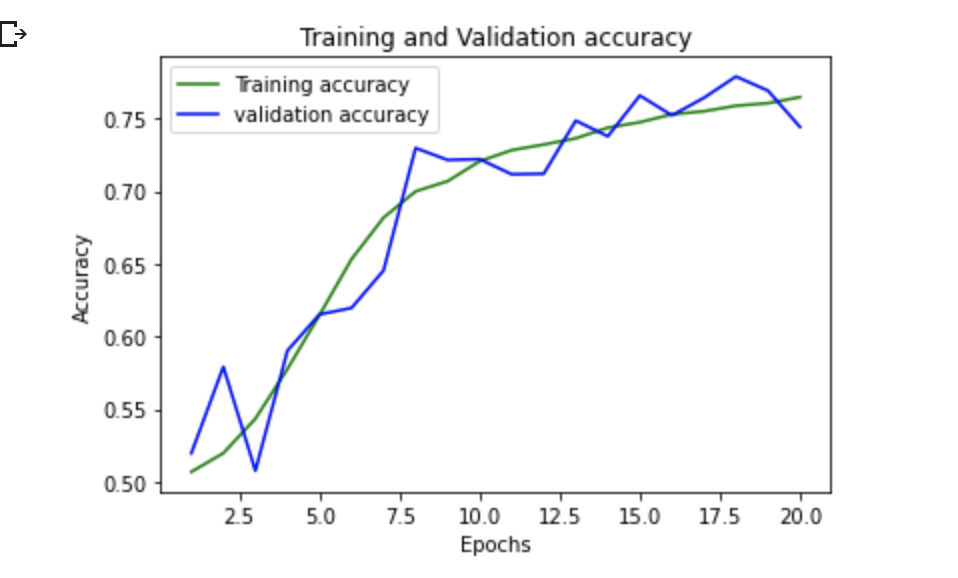 Training and Validation accuracy
Training accuracy
validation accuracy
0.75
0.70
0.65
0.60
0.55
0.50
Accuracy
2.5 5.0 7.5 10.0 12.5 15.0 17.5 20.0
Epochs